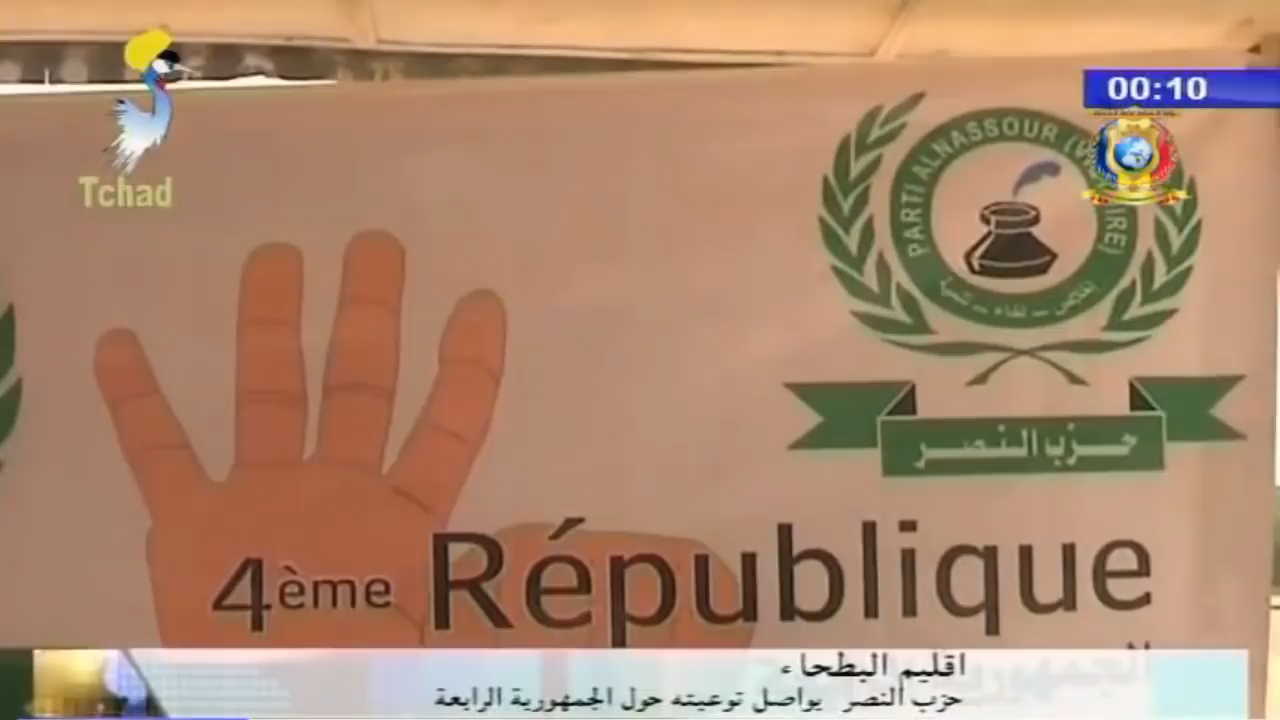 Tchad
00:10
PARTI ALNASSOUR
حزب النصر
4ème République
اقليم البطحاء
حزب النصر يواصل توعيته حول الجمهورية الرابعة